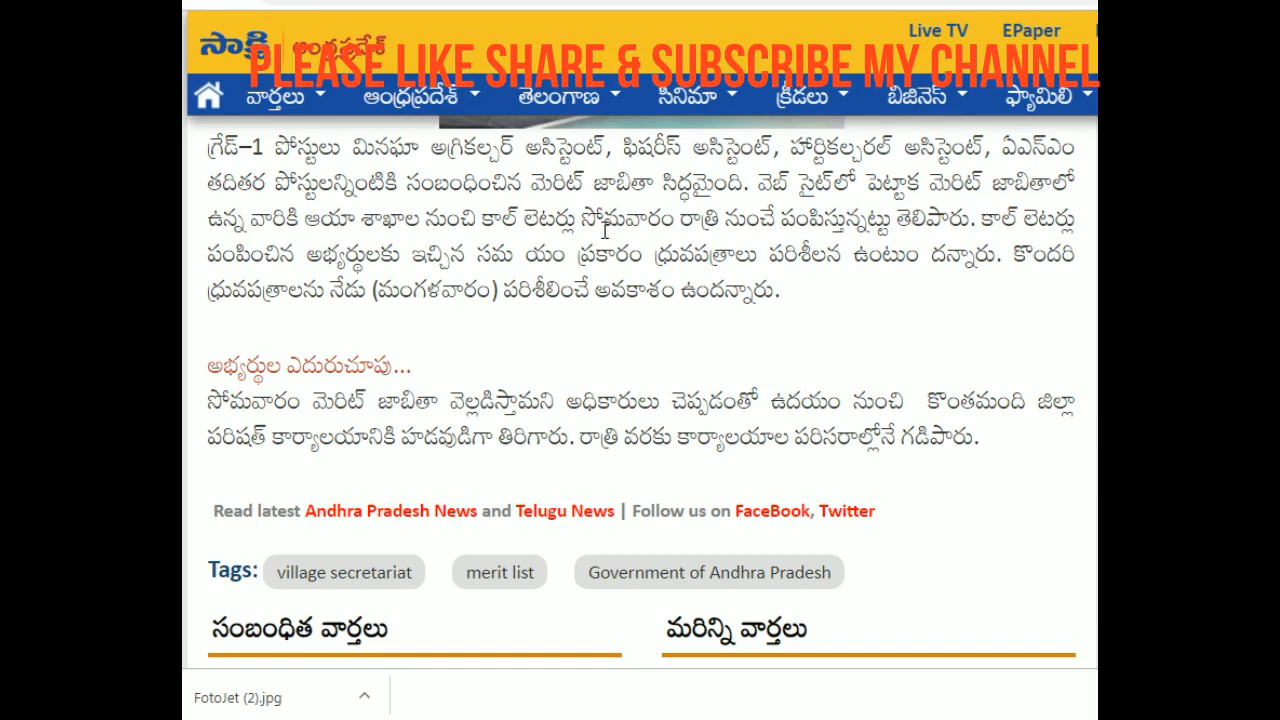 Live TV EPaper
సాక్షి ఆంధ్రప్రదేశ్
PLEASE LIKE SHARE & SUBSCRIBE MY CHANNEL
వార్తలు ఆంధ్రప్రదేశ్ తెలంగాణ సినిమా క్రీడలు బిజినెస్ ఫ్యామిలీ
గ్రేడ్–1 పోస్టులు మినహా అగ్రికల్చర్ అసిస్టెంట్, ఫిషరీస్ అసిస్టెంట్, హార్టికల్చరల్ అసిస్టెంట్, ఏఎన్ఎం
తదితర పోస్టులన్నింటికి సంబంధించిన మెరిట్ జాబితా సిద్ధమైంది. వెబ్ సైట్‌లో పెట్టాక మెరిట్ జాబితాలో
ఉన్న వారికి ఆయా శాఖాల నుంచి కాల్ లెటర్లు సోమవారం రాత్రి నుంచే పంపిస్తున్నట్టు తెలిపారు. కాల్ లెటర్లు
పంపించిన అభ్యర్థులకు ఇచ్చిన సమ యం ప్రకారం ధ్రువపత్రాలు పరిశీలన ఉంటుం దన్నారు. కొందరి
ధ్రువపత్రాలను నేడు (మంగళవారం) పరిశీలించే అవకాశం ఉందన్నారు.
అభ్యర్థుల ఎదురుచూపు...
సోమవారం మెరిట్ జాబితా వెల్లడిస్తామని అధికారులు చెప్పడంతో ఉదయం నుంచి కొంతమంది జిల్లా
పరిషత్ కార్యాలయానికి హడవుడిగా తిరిగారు. రాత్రి వరకు కార్యాలయాల పరిసరాల్లోనే గడిపారు.
Read latest Andhra Pradesh News and Telugu News | Follow us on FaceBook, Twitter
Tags: village secretariat merit list Government of Andhra Pradesh
సంబంధిత వార్తలు మరిన్ని వార్తలు
FotoJet (2).jpg